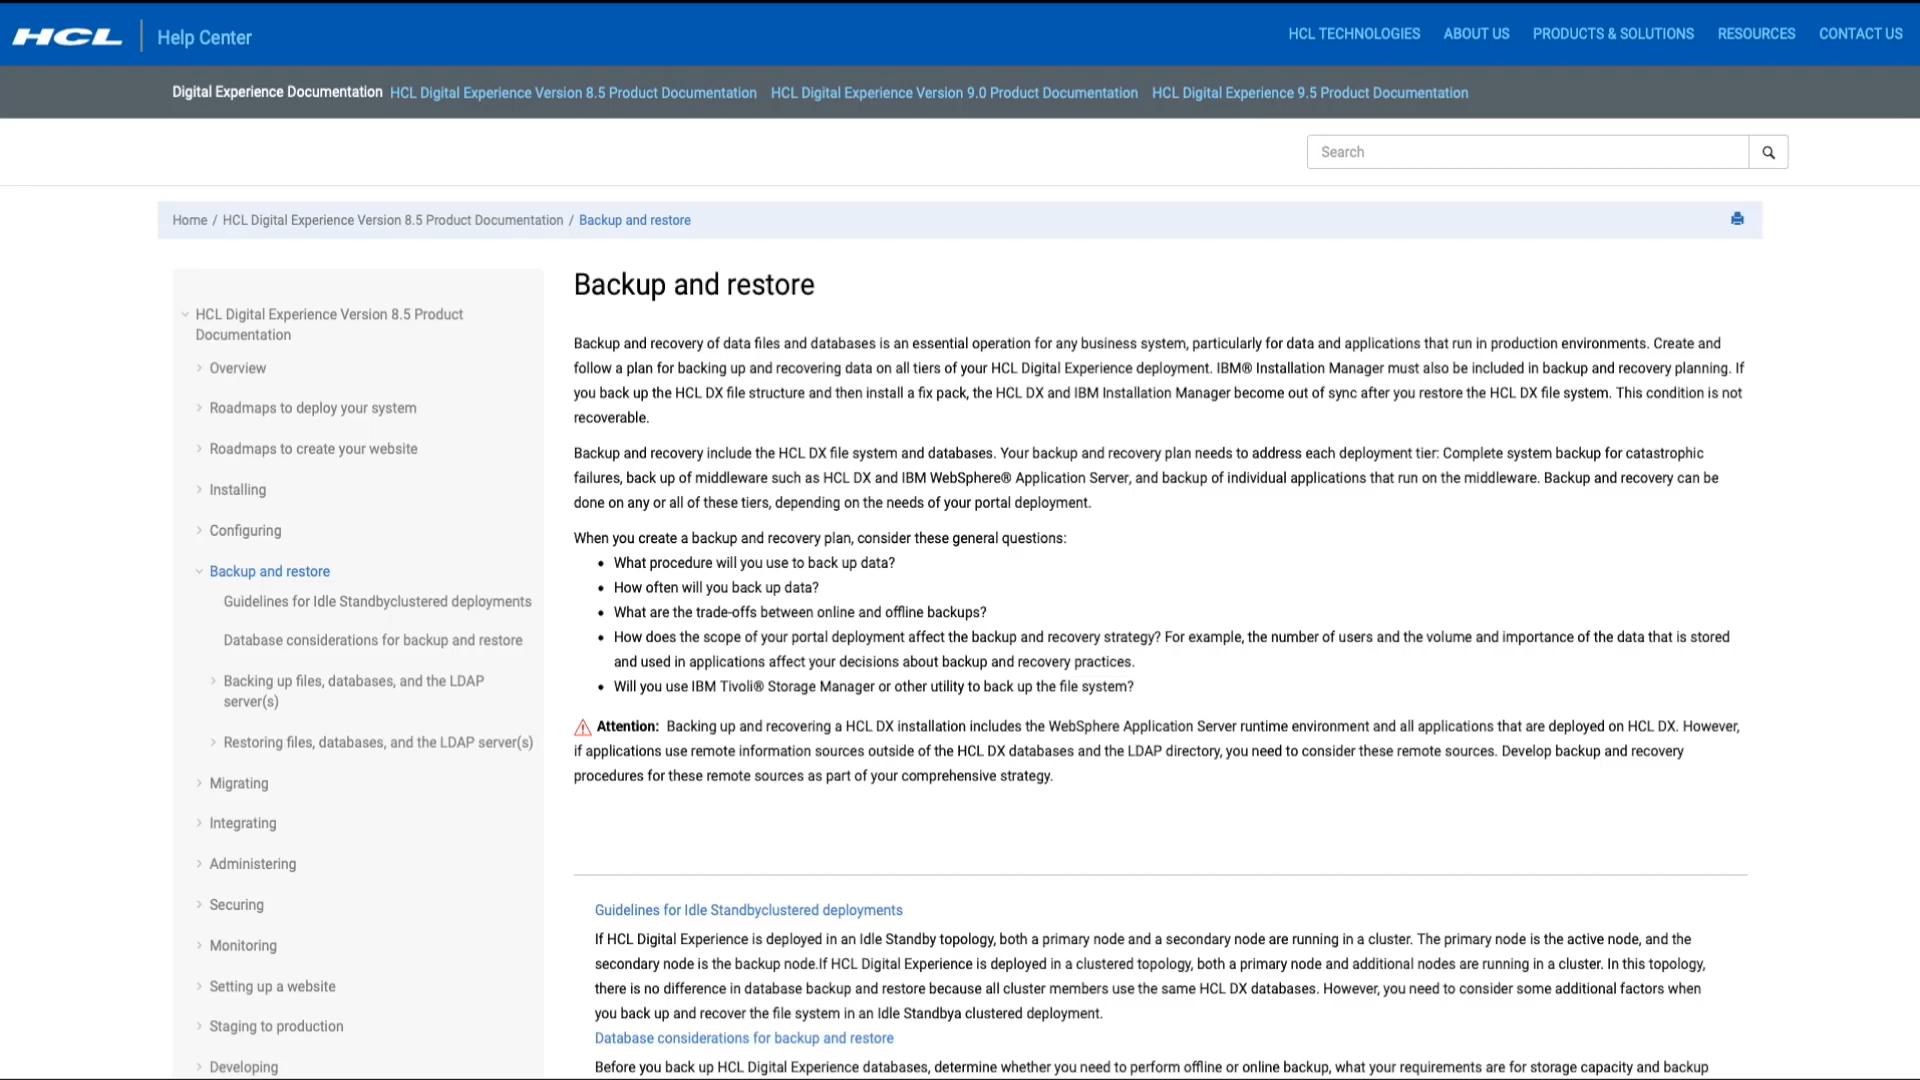 HCL Help Center
HCL TECHNOLOGIES ABOUT US PRODUCTS & SOLUTIONS RESOURCES CONTACT US
Digital Experience Documentation HCL Digital Experience Version 8.5 Product Documentation HCL Digital Experience Version 9.0 Product Documentation HCL Digital Experience 9.5 Product Documentation
Search
Home / HCL Digital Experience Version 8.5 Product Documentation / Backup and restore
HCL Digital Experience Version 8.5 Product
Documentation
Overview
Roadmaps to deploy your system
Roadmaps to create your website
Installing
Configuring
Backup and restore
Guidelines for Idle Standbyclustered deployments
Database considerations for backup and restore
Backing up files, databases, and the LDAP
server(s)
Restoring files, databases, and the LDAP server(s)
Migrating
Integrating
Administering
Securing
Monitoring
Setting up a website
Staging to production
Developing
Backup and restore
Backup and recovery of data files and databases is an essential operation for any business system, particularly for data and applications that run in production environments. Create and
follow a plan for backing up and recovering data on all tiers of your HCL Digital Experience deployment. IBM® Installation Manager must also be included in backup and recovery planning. If
you back up the HCL DX file structure and then install a fix pack, the HCL DX and IBM Installation Manager become out of sync after you restore the HCL DX file system. This condition is not
recoverable.
Backup and recovery include the HCL DX file system and databases. Your backup and recovery plan needs to address each deployment tier: Complete system backup for catastrophic
failures, back up of middleware such as HCL DX and IBM WebSphere® Application Server, and backup of individual applications that run on the middleware. Backup and recovery can be
done on any or all of these tiers, depending on the needs of your portal deployment.
When you create a backup and recovery plan, consider these general questions:
• What procedure will you use to back up data?
• How often will you back up data?
• What are the trade-offs between online and offline backups?
• How does the scope of your portal deployment affect the backup and recovery strategy? For example, the number of users and the volume and importance of the data that is stored
and used in applications affect your decisions about backup and recovery practices.
• Will you use IBM Tivoli® Storage Manager or other utility to back up the file system?
Attention: Backing up and recovering a HCL DX installation includes the WebSphere Application Server runtime environment and all applications that are deployed on HCL DX. However,
if applications use remote information sources outside of the HCL DX databases and the LDAP directory, you need to consider these remote sources. Develop backup and recovery
procedures for these remote sources as part of your comprehensive strategy.
Guidelines for Idle Standbyclustered deployments
If HCL Digital Experience is deployed in an Idle Standby topology, both a primary node and a secondary node are running in a cluster. The primary node is the active node, and the
secondary node is the backup node.If HCL Digital Experience is deployed in a clustered topology, both a primary node and additional nodes are running in a cluster. In this topology,
there is no difference in database backup and restore because all cluster members use the same HCL DX databases. However, you need to consider some additional factors when
you back up and recover the file system in an Idle Standbya clustered deployment.
Database considerations for backup and restore
Before you back up HCL Digital Experience databases, determine whether you need to perform offline or online backup, what your requirements are for storage capacity and backup